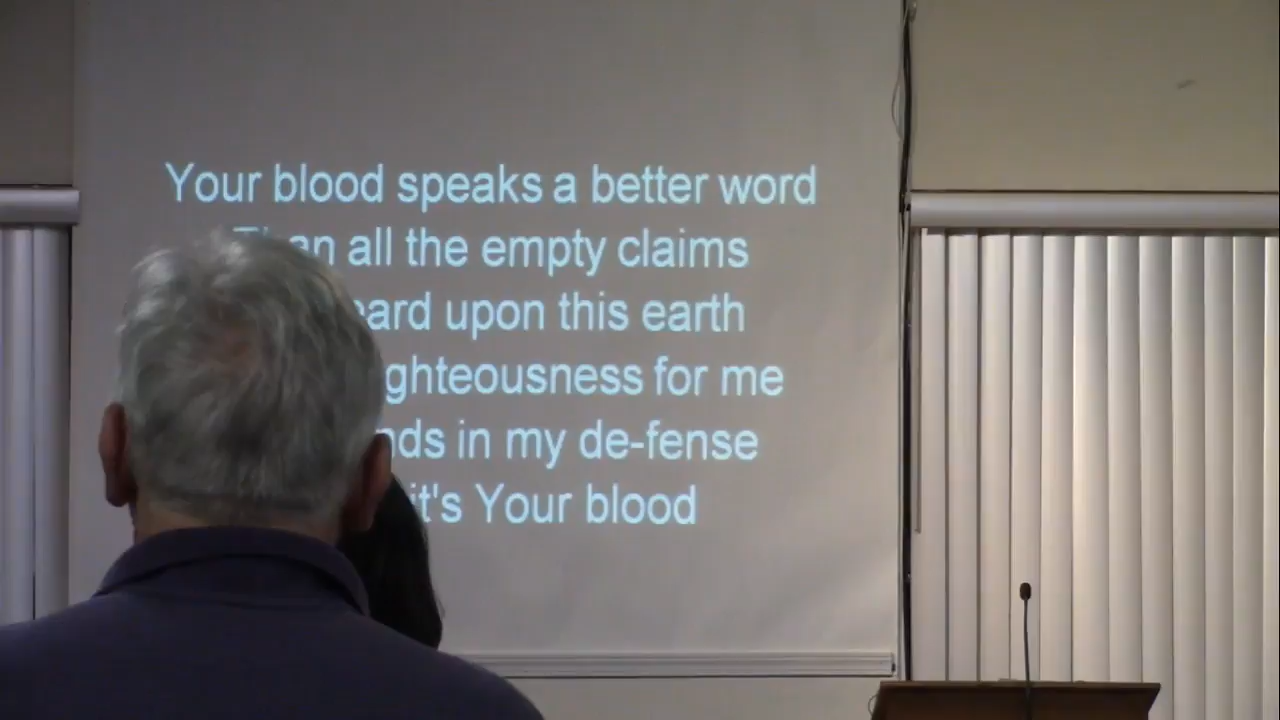 Your blood speaks a better word
Than all the empty claims
upon this earth
for me
in my de-fense
it's Your blood